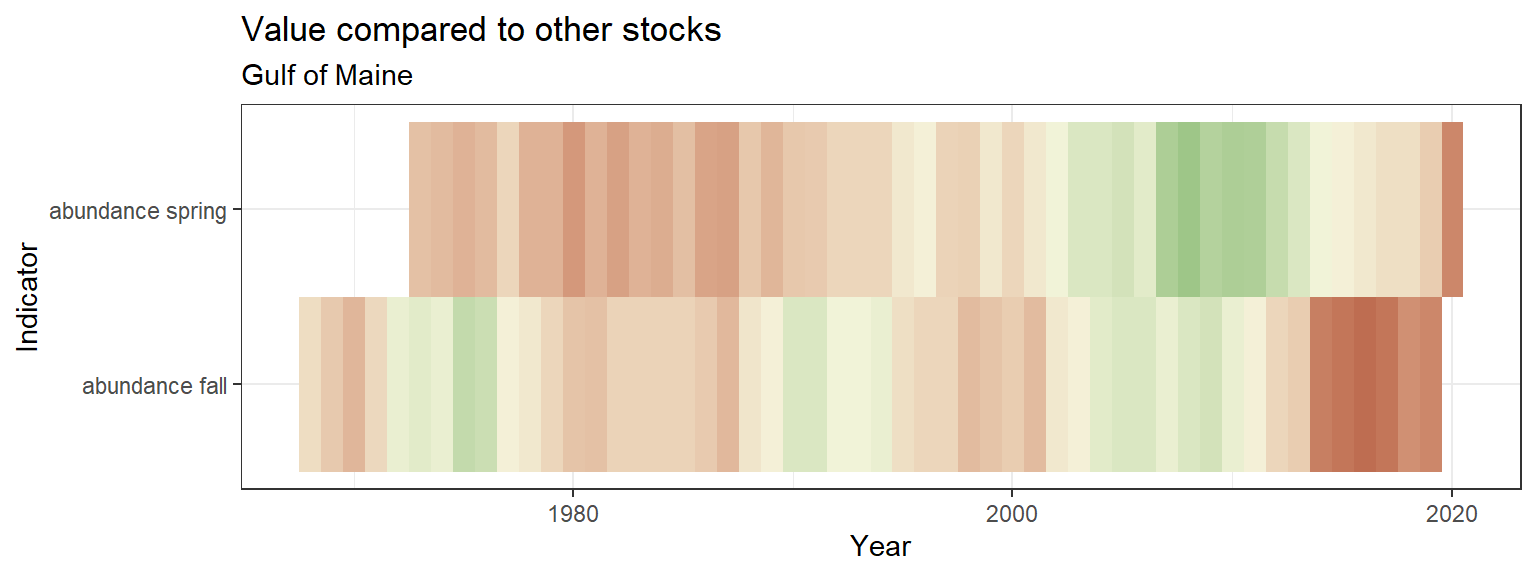 Value compared to other stocks
Gulf of Maine
Indicator
abundance spring
abundance fall
1980
2000
2020
Year